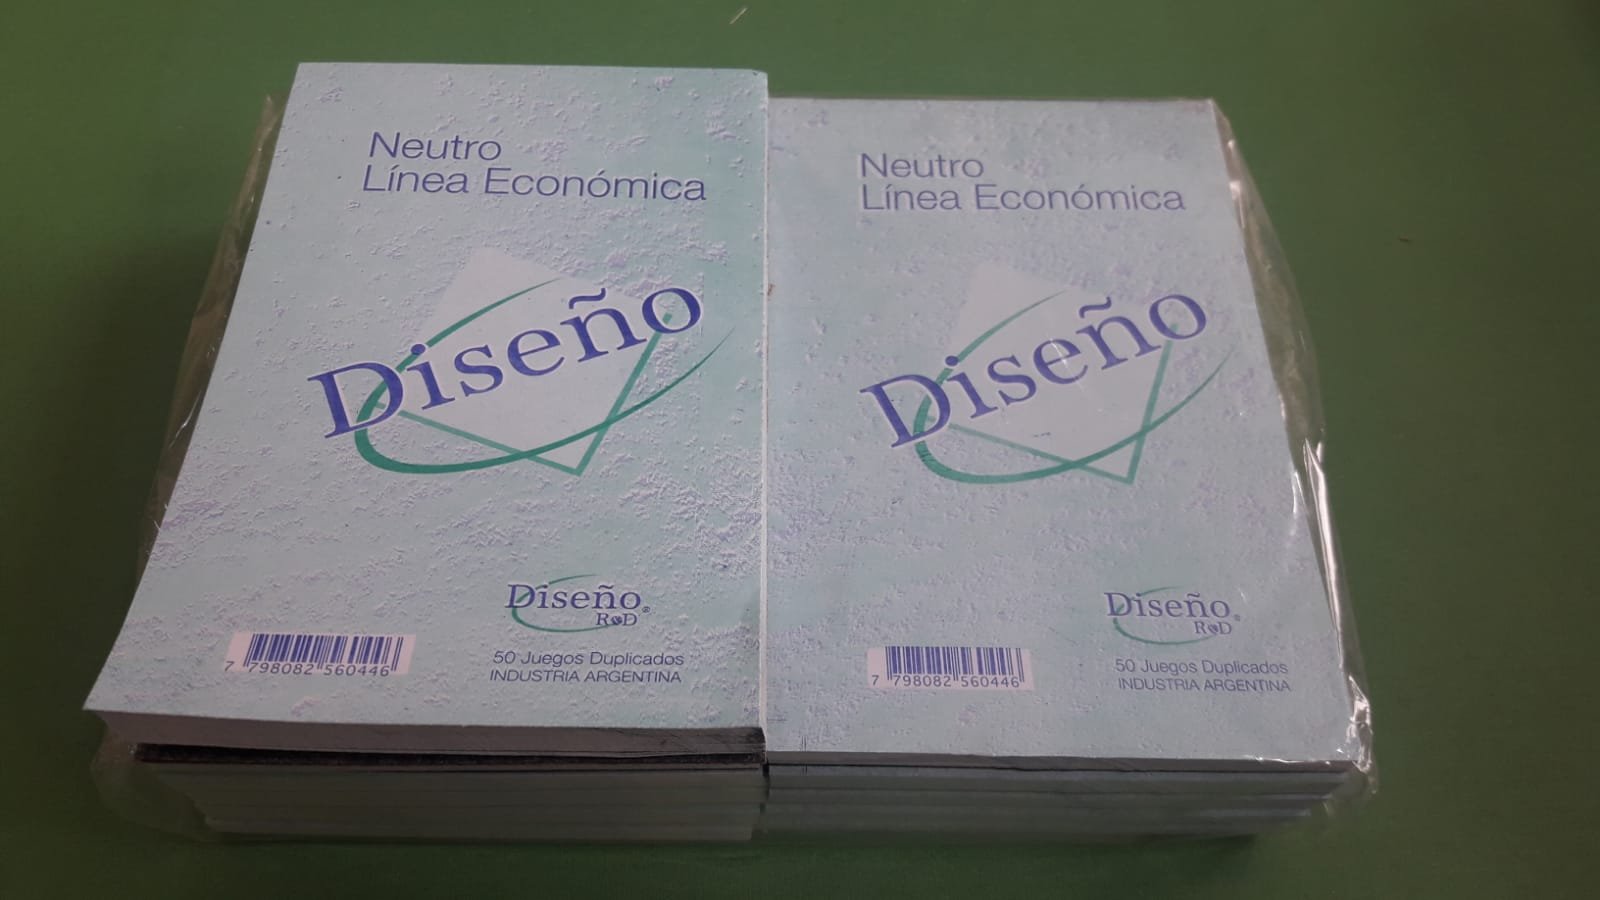 Neutro
Línea Económica
Diseño
Diseño
R&D®
7 798082 560446
50 Juegos Duplicados
INDUSTRIA ARGENTINA
Neutro
Línea Económica
Diseño
Diseño
R&D®
7 798082 560446
50 Juegos Duplicados
INDUSTRIA ARGENTINA